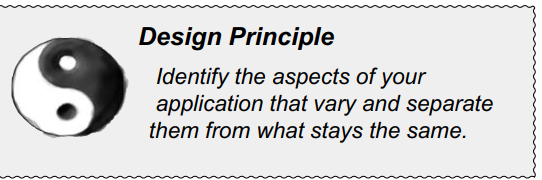 Design Principle
Identify the aspects of your
application that vary and separate
them from what stays the same.